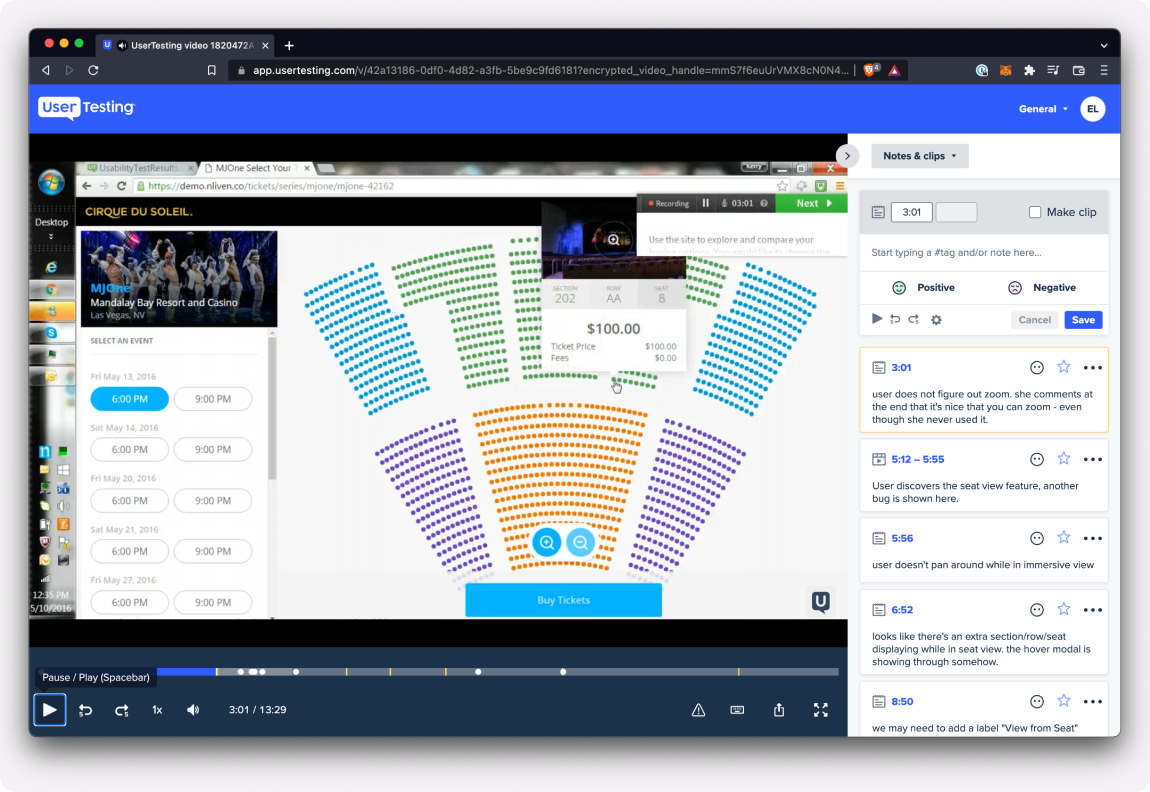 UserTesting video 1820472A
app.usertesting.com/v/42a13186-0df0-4d82-a3fb-5be9c9fd6181?encrypted_video_handle=mmS7f6euUrVMX8cN0N4...
4
User Testing
General
EL
UsabilityTestResults
MJOne Select Your T
Kerry
https://demo.nliven.co/tickets/series/mjone/mjone-42162
Desktop
CIRQUE DU SOLEIL.
Recording
03:01
Next
Use the site to explore and compare your
MJOne
Mandalay Bay Resort and Casino
Las Vegas, NV
SELECT AN EVENT
Fri May 13, 2016
6:00 PM
9:00 PM
Sat May 14, 2016
6:00 PM
9:00 PM
Fri May 20, 2016
6:00 PM
9:00 PM
Sat May 21, 2016
6:00 PM
9:00 PM
Fri May 27, 2016
6:00 PM
9:00 PM
SECTION ROW SEAT
202 AA 8
$100.00
Ticket Price $100.00
Fees $0.00
Buy Tickets
12:35 PM
5/10/2016
Pause / Play (Spacebar)
5
5
1x
3:01 / 13:29
Notes & clips
3:01
Make clip
Start typing a #tag and/or note here...
Positive
Negative
Cancel
Save
3:01
user does not figure out zoom. she comments at
the end that it's nice that you can zoom - even
though she never used it.
5:12 – 5:55
User discovers the seat view feature, another
bug is shown here.
5:56
user doesn't pan around while in immersive view
6:52
looks like there's an extra section/row/seat
displaying while in seat view. the hover modal is
showing through somehow.
8:50
we may need to add a label "View from Seat"